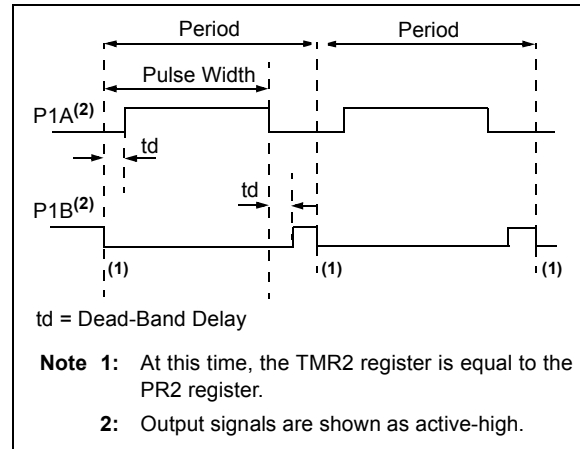 Period Period
Pulse Width
P1A(2)
td
td
P1B(2)
(1) (1) (1)
td = Dead-Band Delay
Note 1: At this time, the TMR2 register is equal to the
PR2 register.
2: Output signals are shown as active-high.